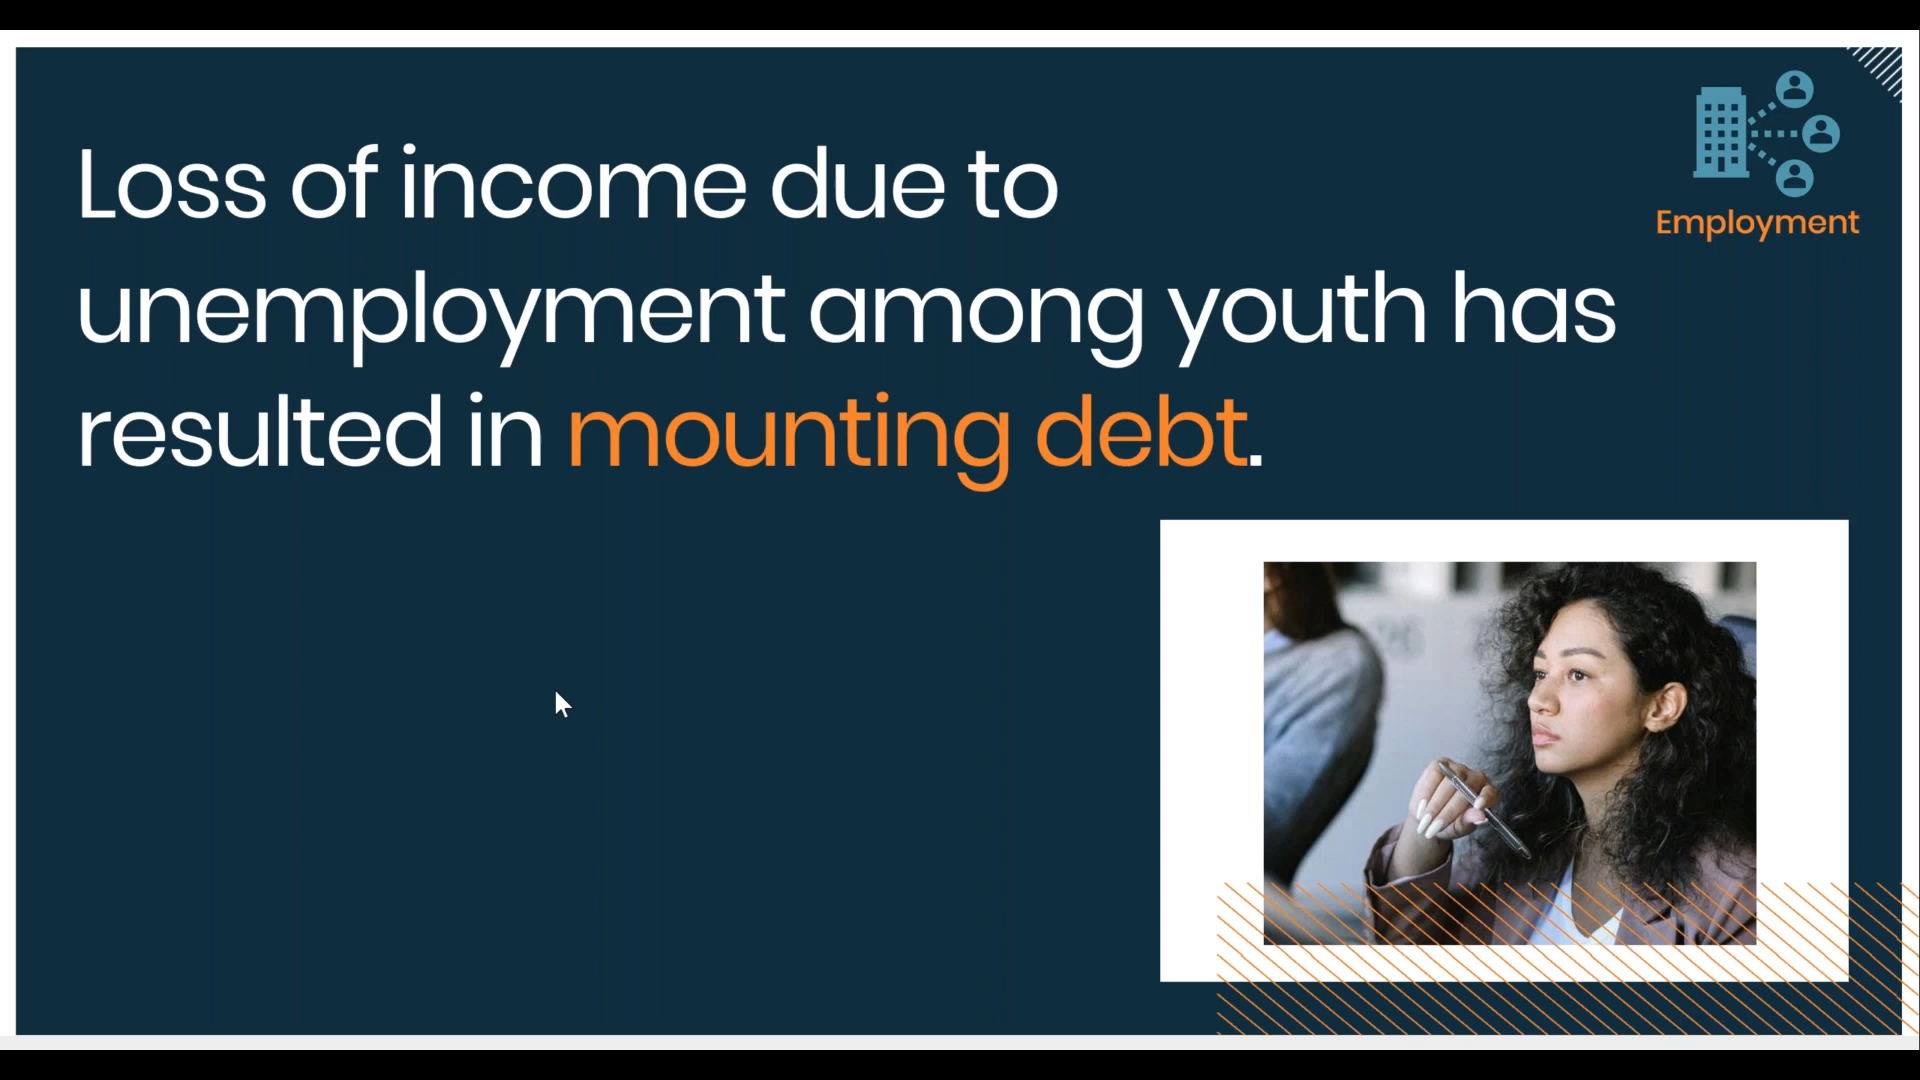 Loss of income due to
unemployment among youth has
resulted in mounting debt.
Employment